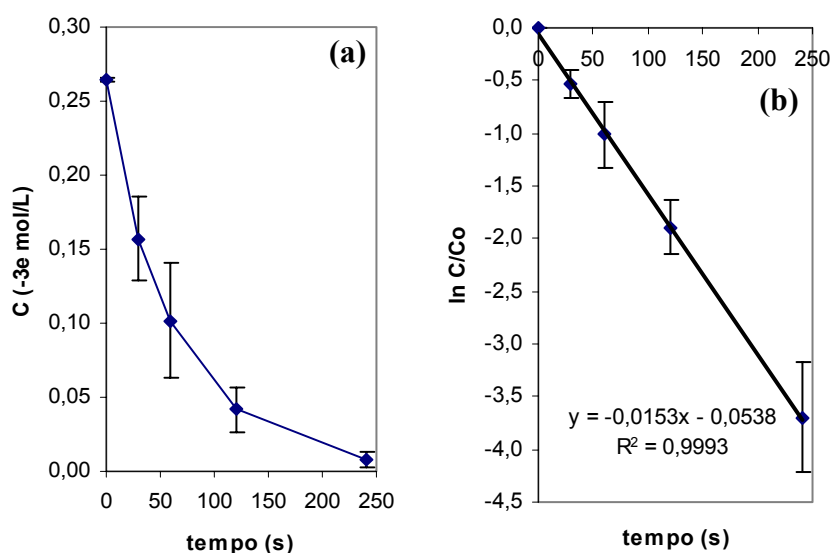 (a)
0,30
0,25
0,20
0,15
0,10
0,05
0,00
C (-3e mol/L)
0 50 100 150 200 250
tempo (s)
(b)
0,0
-0,5
-1,0
-1,5
-2,0
-2,5
-3,0
-3,5
-4,0
-4,5
ln C/Co
0 50 100 150 200 250
y = -0,0153x - 0,0538
R² = 0,9993
tempo (s)